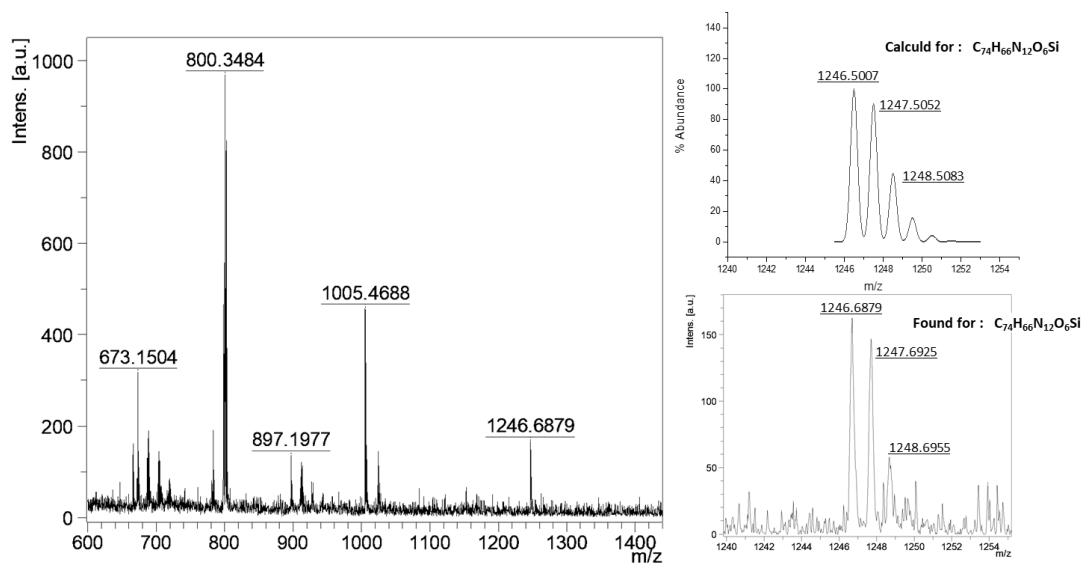 Intens. [a.u.]
1000
800
600
400
200
0
800.3484
1005.4688
673.1504
897.1977
1246.6879
600 700 800 900 1000 1100 1200 1300 1400
m/z
% Abundance
140
120
100
80
60
40
20
0
Calculd for : C₇₄H₆₆N₁₂O₆Si
1246.5007
1247.5052
1248.5083
1240 1242 1244 1246 1248 1250 1252 1254
m/z
Intens. [a.u.]
150
100
50
0
1246.6879
Found for : C₇₄H₆₆N₁₂O₆Si
1247.6925
1248.6955
1240 1242 1244 1246 1248 1250 1252 1254
m/z